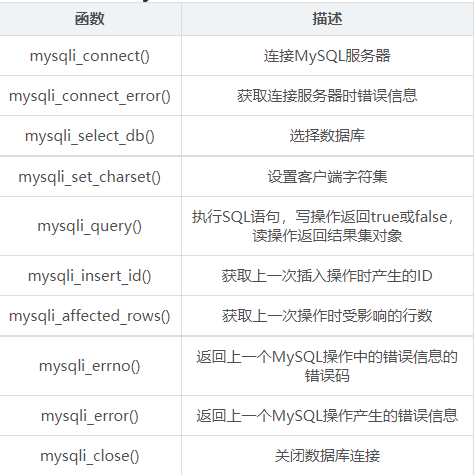 函数 描述
mysqli_connect() 连接MySQL服务器
mysqli_connect_error() 获取连接服务器时错误信息
mysqli_select_db() 选择数据库
mysqli_set_charset() 设置客户端字符集
mysqli_query() 执行SQL语句，写操作返回true或false，
读操作返回结果集对象
mysqli_insert_id() 获取上一次插入操作时产生的ID
mysqli_affected_rows() 获取上一次操作时受影响的行数
mysqli_errno() 返回上一个MySQL操作中的错误信息的
错误码
mysqli_error() 返回上一个MySQL操作产生的错误信息
mysqli_close() 关闭数据库连接